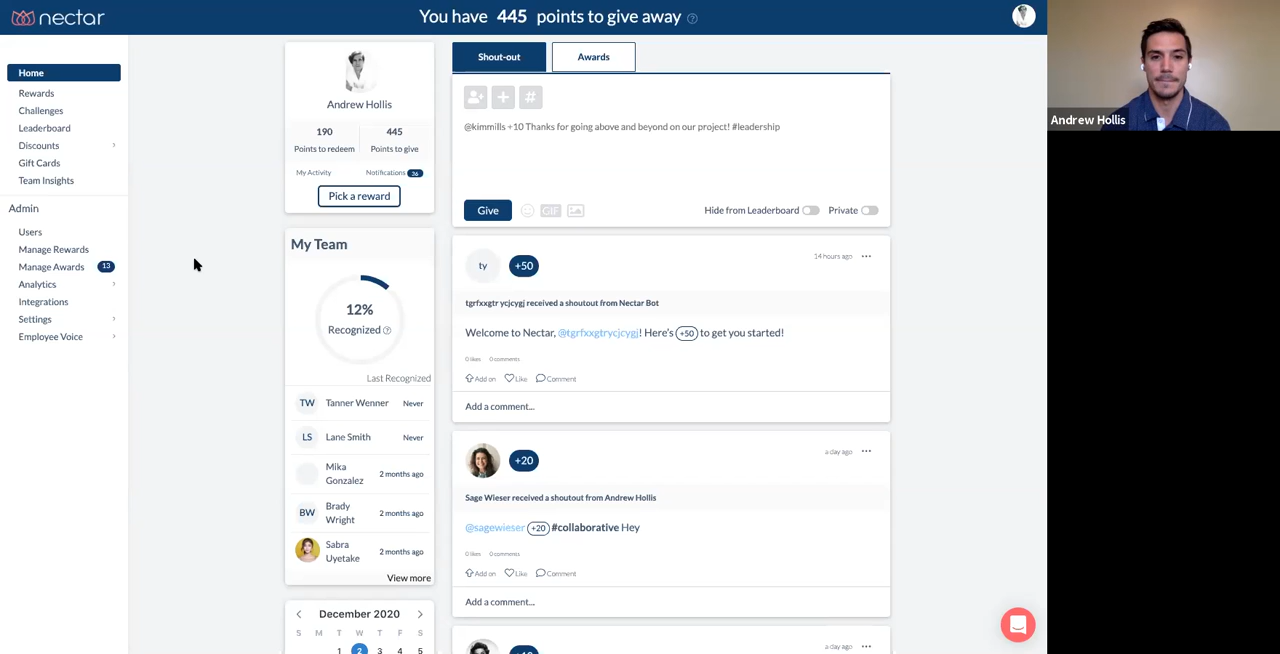 nectar
You have 445 points to give away
Andrew Hollis
Home
Rewards
Challenges
Leaderboard
Discounts
Gift Cards
Team Insights
Admin
Users
Manage Rewards
Manage Awards 13
Analytics
Integrations
Settings
Employee Voice
Andrew Hollis
190 445
Points to redeem Points to give
My Activity Notifications 36
Pick a reward
My Team
12%
Recognized
Last Recognized
TW Tanner Wenner Never
LS Lane Smith Never
Mika
Gonzalez 2 months ago
BW Brady
Wright 2 months ago
Sabra
Uyetake 2 months ago
View more
December 2020
S M T W T F S
1 2 3 4 5
Shout-out Awards
#
@kimmills +10 Thanks for going above and beyond on our project! #leadership
Give GIF Hide from Leaderboard Private
ty +50 14 hours ago
tgrfxxgtr ycjcygj received a shoutout from Nectar Bot
Welcome to Nectar, @tgrfxxgtrycjcygj! Here's +50 to get you started!
0 likes 0 comments
Add on Like Comment
Add a comment...
+20 a day ago
Sage Wieser received a shoutout from Andrew Hollis
@sagewieser +20 #collaborative Hey
0 likes 0 comments
Add on Like Comment
Add a comment...
a day ago